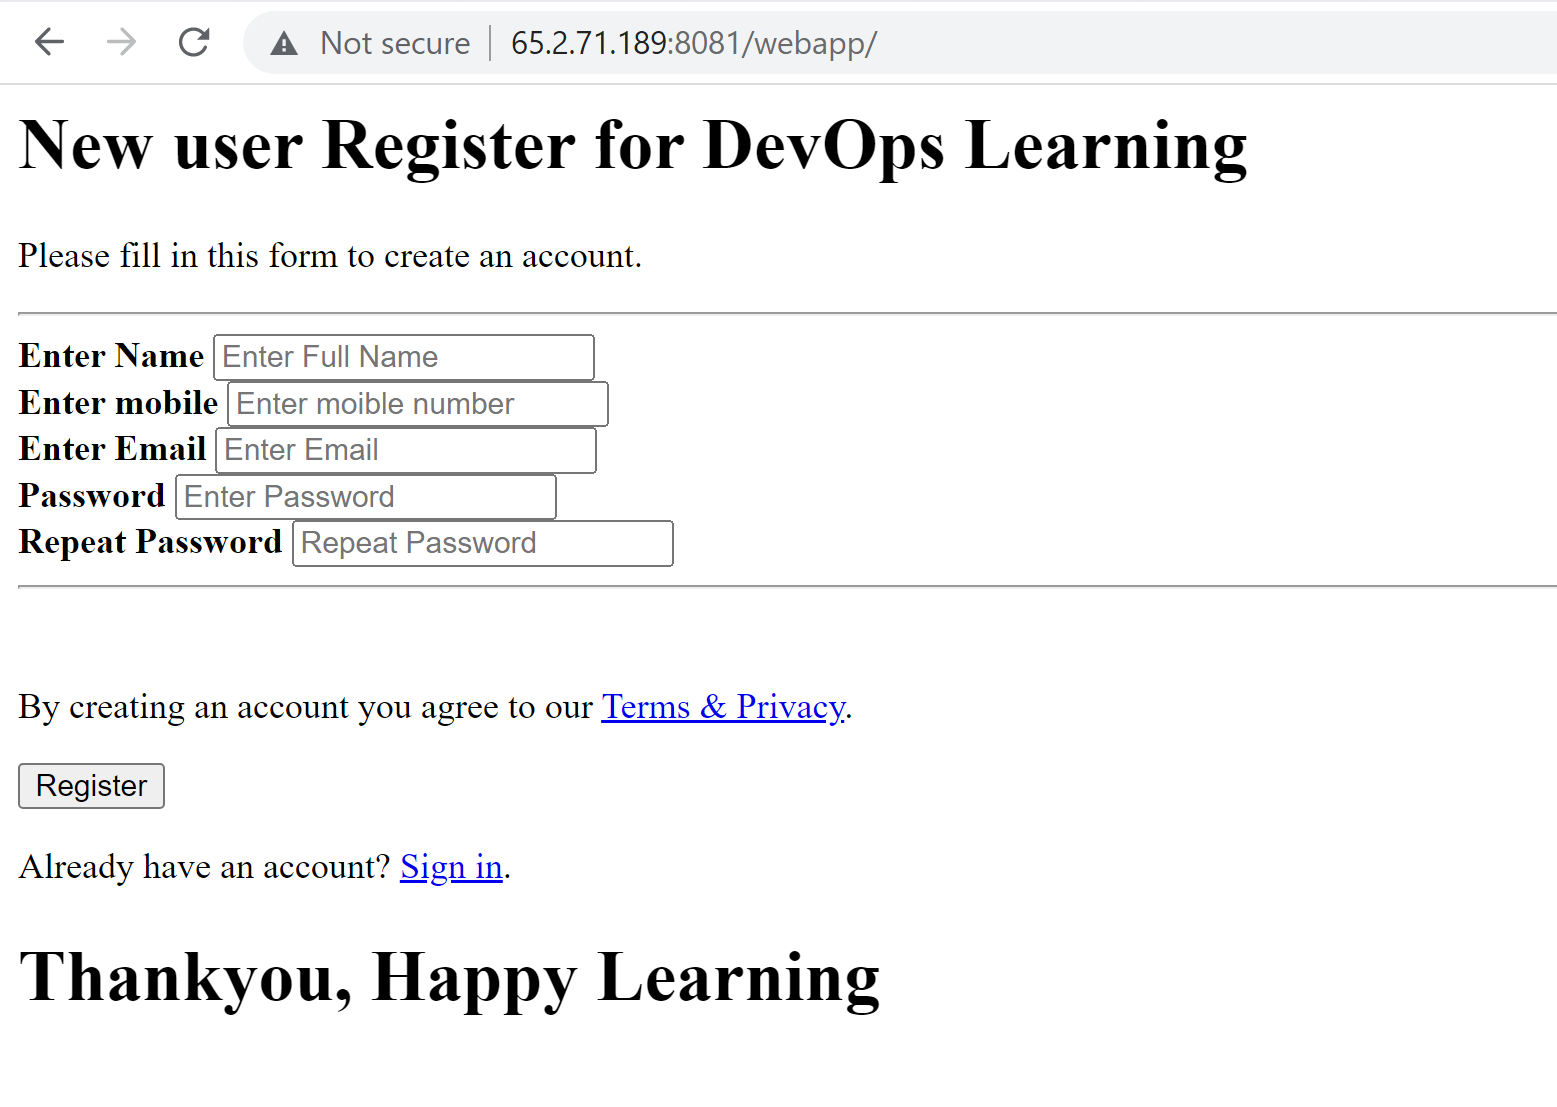 Not secure 65.2.71.189:8081/webapp/
New user Register for DevOps Learning
Please fill in this form to create an account.
Enter Name Enter Full Name
Enter mobile Enter moible number
Enter Email Enter Email
Password Enter Password
Repeat Password Repeat Password
By creating an account you agree to our Terms & Privacy.
Register
Already have an account? Sign in.
Thankyou, Happy Learning